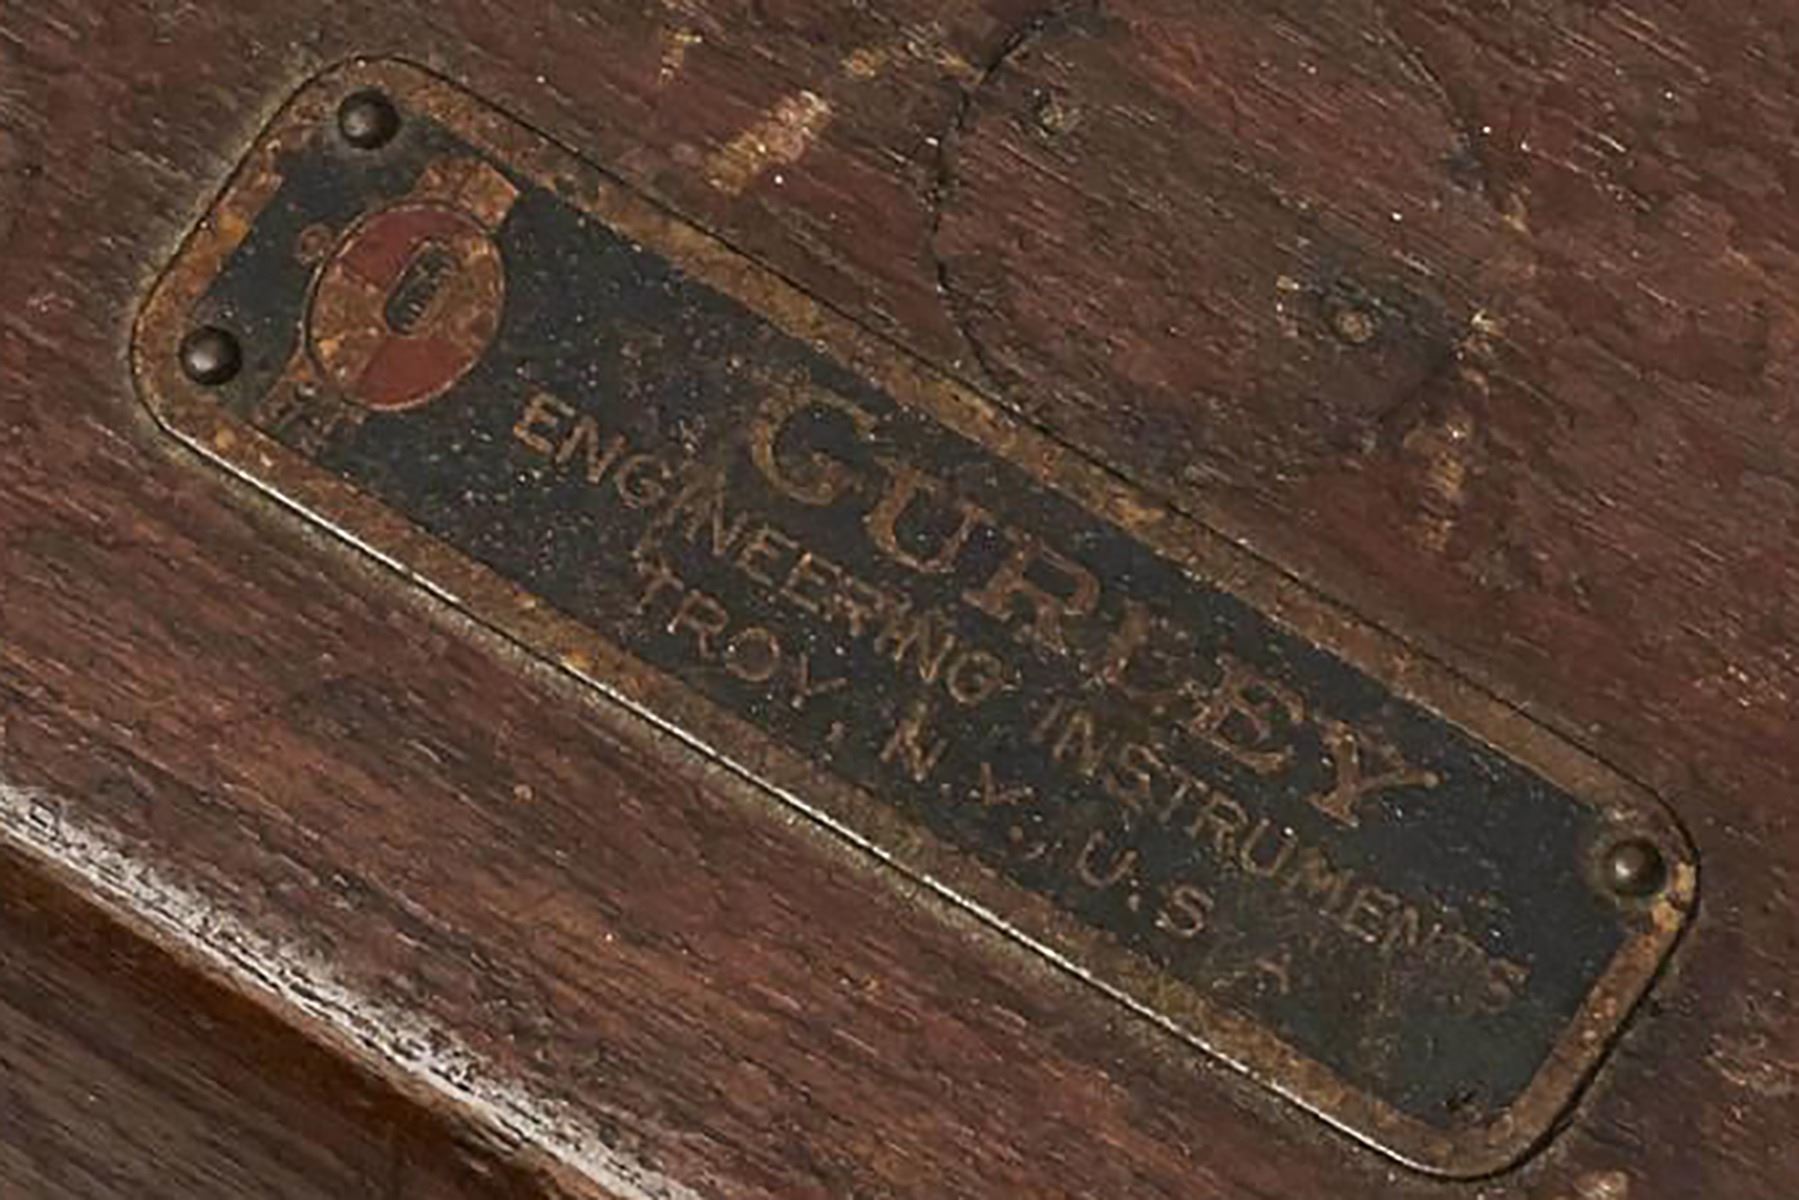 GURLEY
ENGINEERING INSTRUMENTS
TROY, N.Y., U.S.A